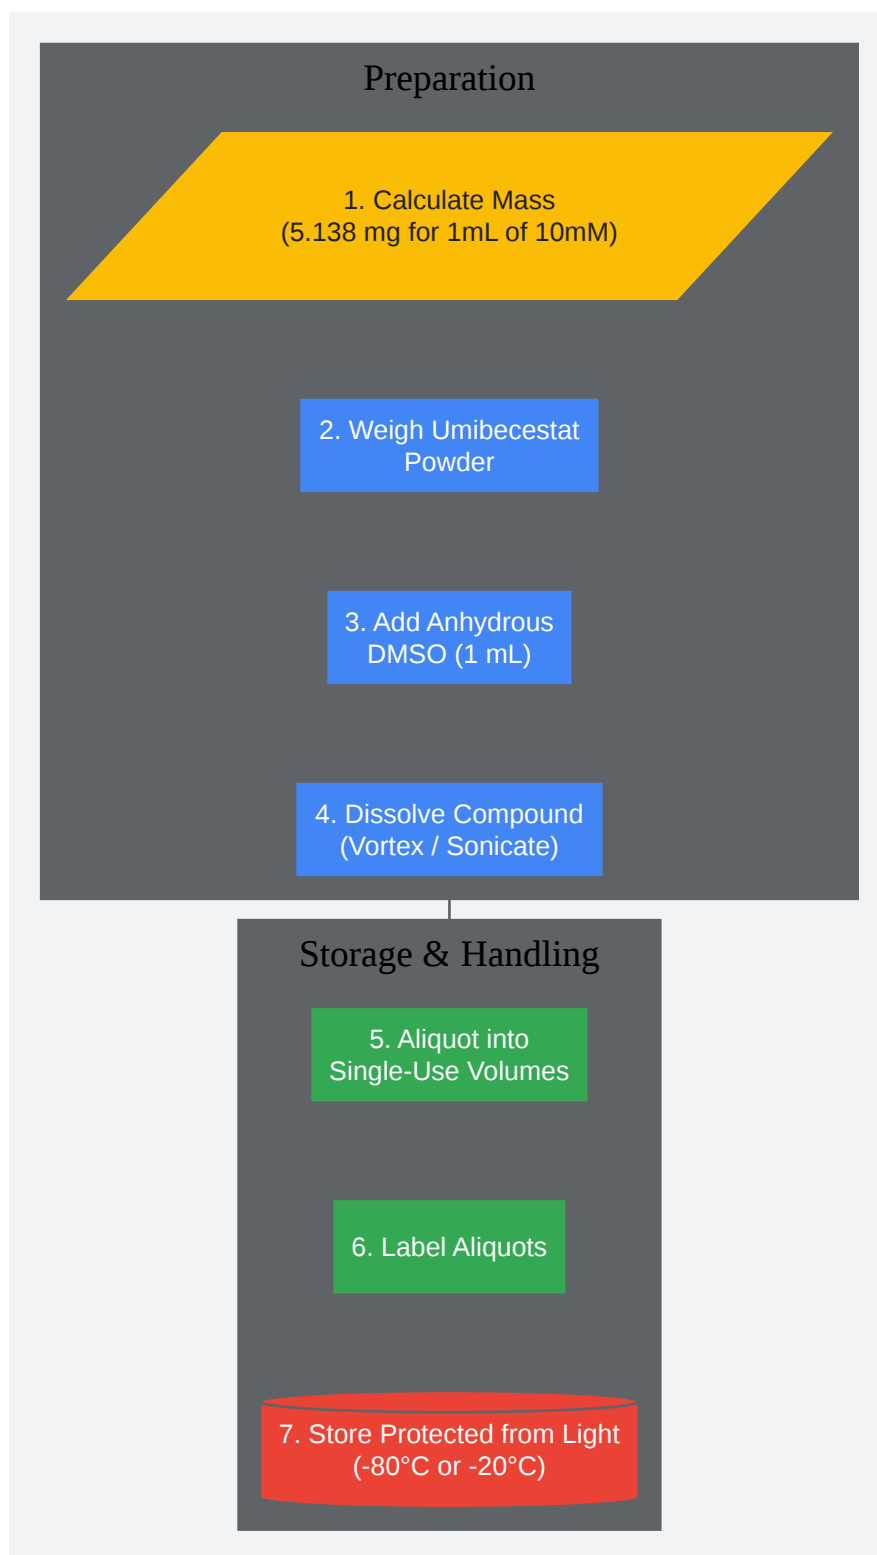 Preparation
1. Calculate Mass
(5.138 mg for 1mL of 10mM)
2. Weigh Umibecestat
Powder
3. Add Anhydrous
DMSO (1 mL)
4. Dissolve Compound
(Vortex / Sonicate)
Storage & Handling
5. Aliquot into
Single-Use Volumes
6. Label Aliquots
7. Store Protected from Light
(-80°C or -20°C)